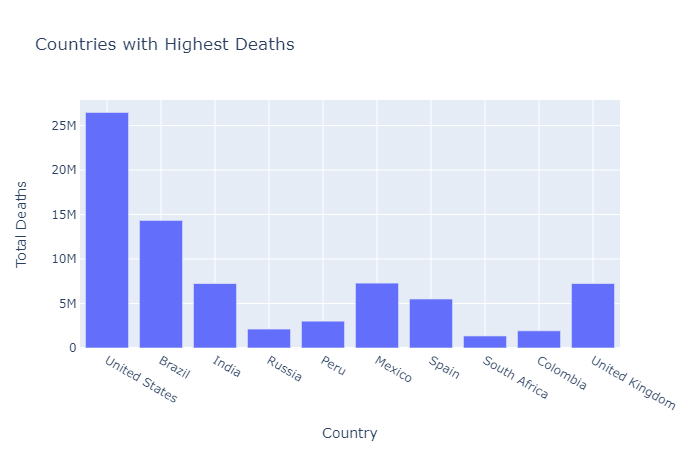 Countries with Highest Deaths
Total Deaths
25M
20M
15M
10M
5M
0
United States
Brazil
India
Russia
Peru
Mexico
Spain
South Africa
Colombia
United Kingdom
Country